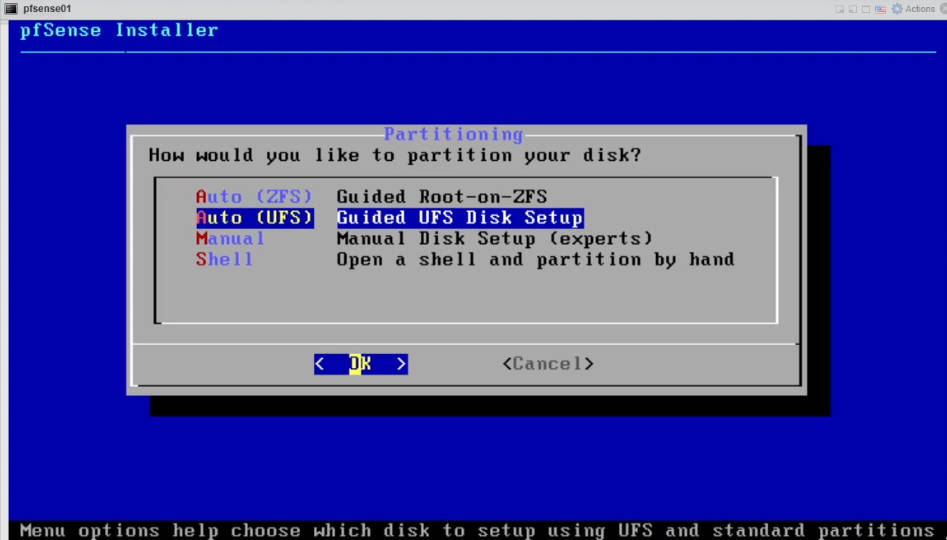 pfsense01
Actions
pfSense Installer
Partitioning
How would you like to partition your disk?
Auto (ZFS) Guided Root-on-ZFS
Auto (UFS) Guided UFS Disk Setup
Manual Manual Disk Setup (experts)
Shell Open a shell and partition by hand
< OK > <Cancel>
Menu options help choose which disk to setup using UFS and standard partitions